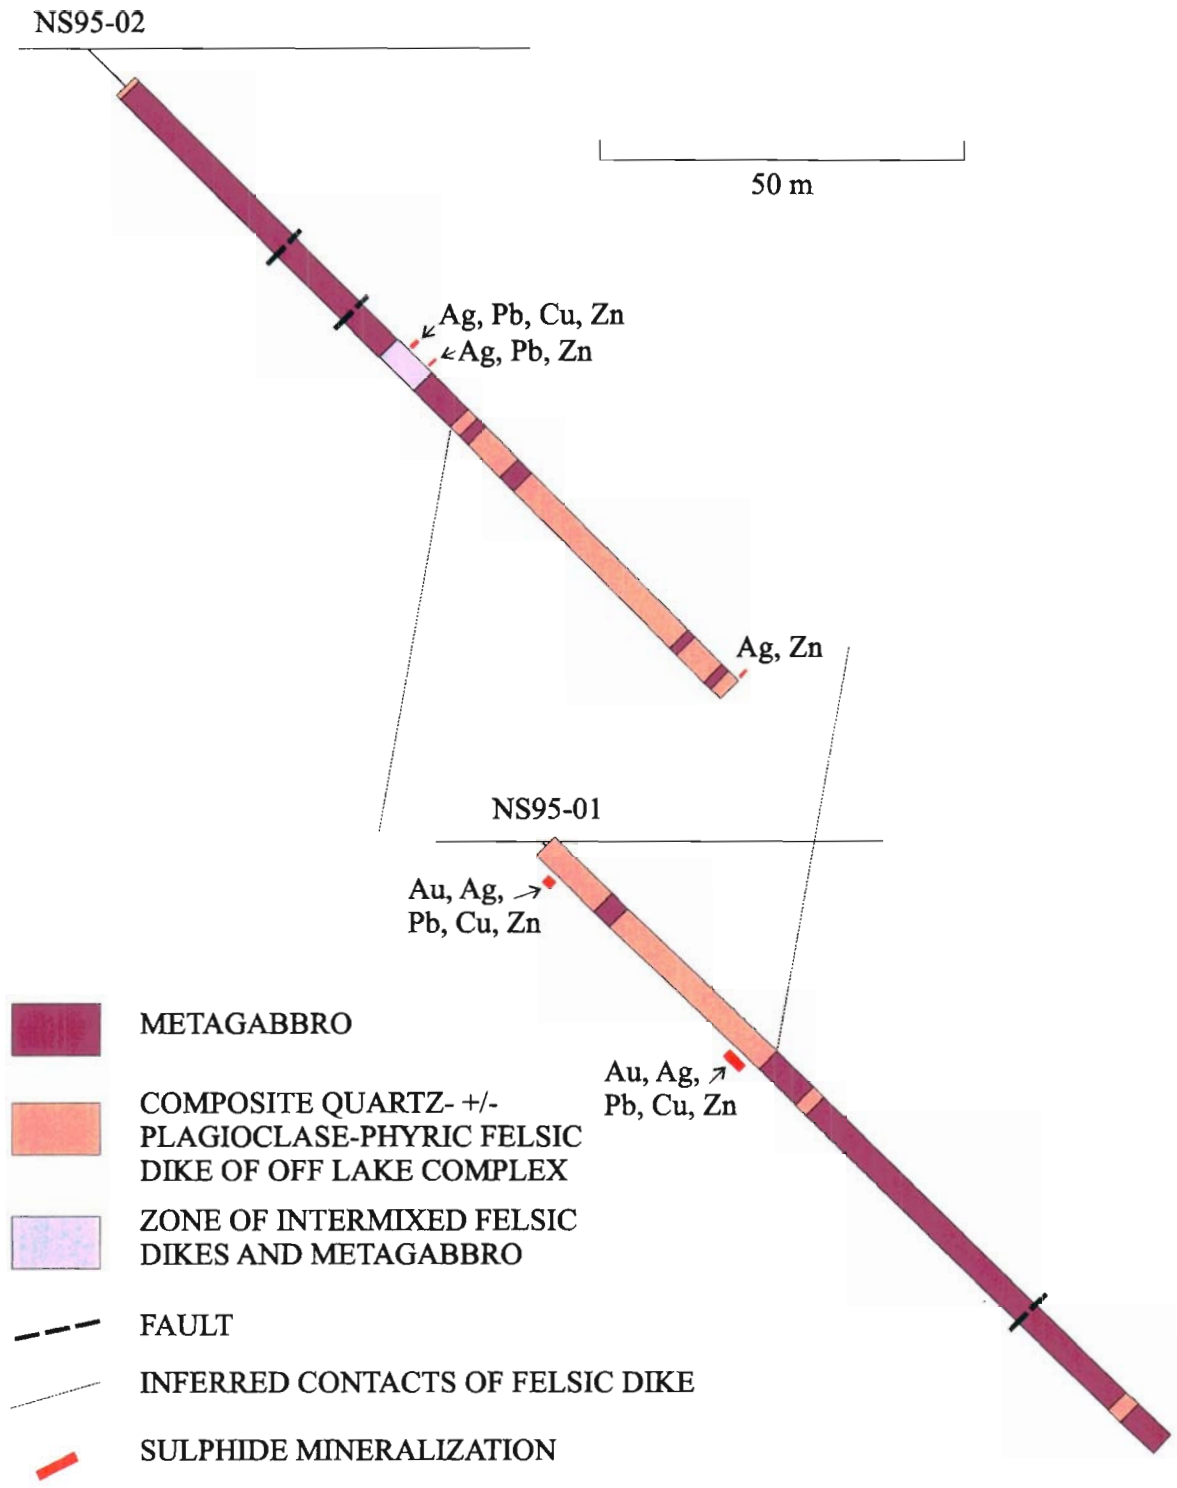 NS95-02
50 m
Ag, Pb, Cu, Zn
Ag, Pb, Zn
Ag, Zn
NS95-01
Au, Ag,
Pb, Cu, Zn
Au, Ag,
Pb, Cu, Zn
METAGABBRO
COMPOSITE QUARTZ- +/-
PLAGIOCLASE-PHYRIC FELSIC
DIKE OF OFF LAKE COMPLEX
ZONE OF INTERMIXED FELSIC
DIKES AND METAGABBRO
FAULT
INFERRED CONTACTS OF FELSIC DIKE
SULPHIDE MINERALIZATION